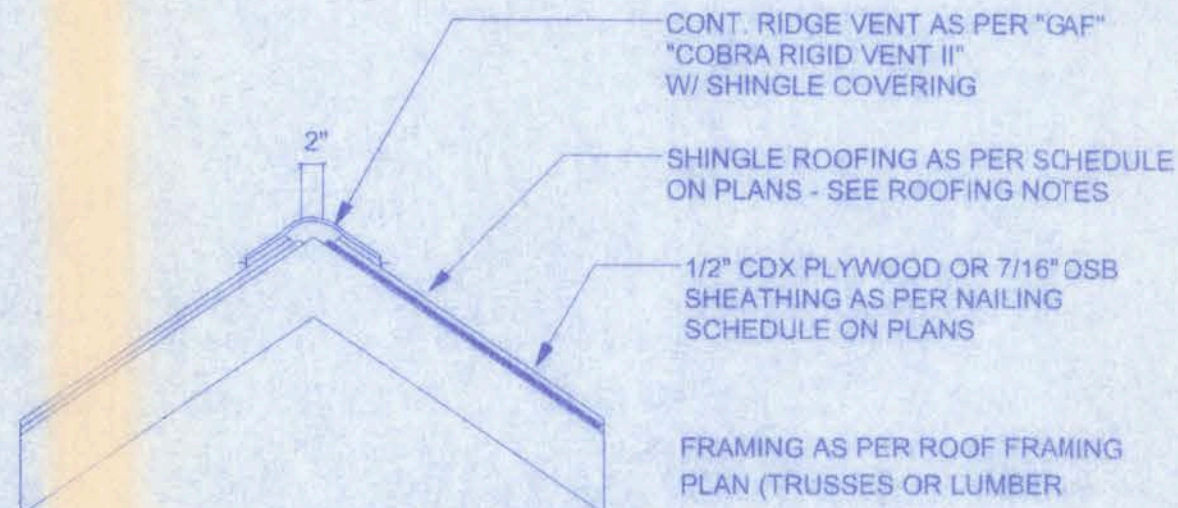 CONT. RIDGE VENT AS PER "GAF"
"COBRA RIGID VENT II"
W/ SHINGLE COVERING
2"
SHINGLE ROOFING AS PER SCHEDULE
ON PLANS - SEE ROOFING NOTES
1/2" CDX PLYWOOD OR 7/16" OSB
SHEATHING AS PER NAILING
SCHEDULE ON PLANS
FRAMING AS PER ROOF FRAMING
PLAN (TRUSSES OR LUMBER